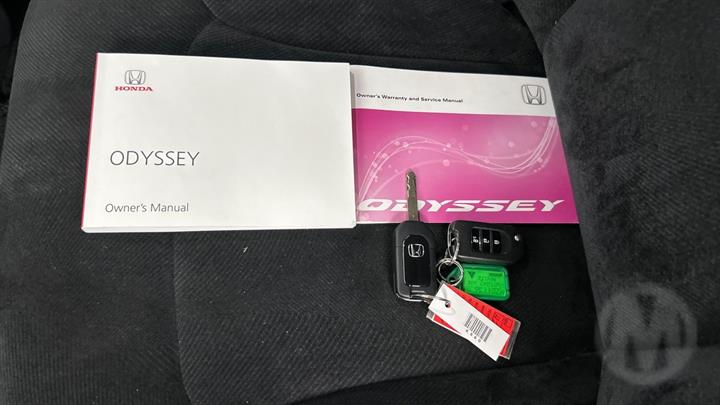 HONDA
ODYSSEY
Owner's Manual
Owner's Warranty and Service Manual
ODYSSEY